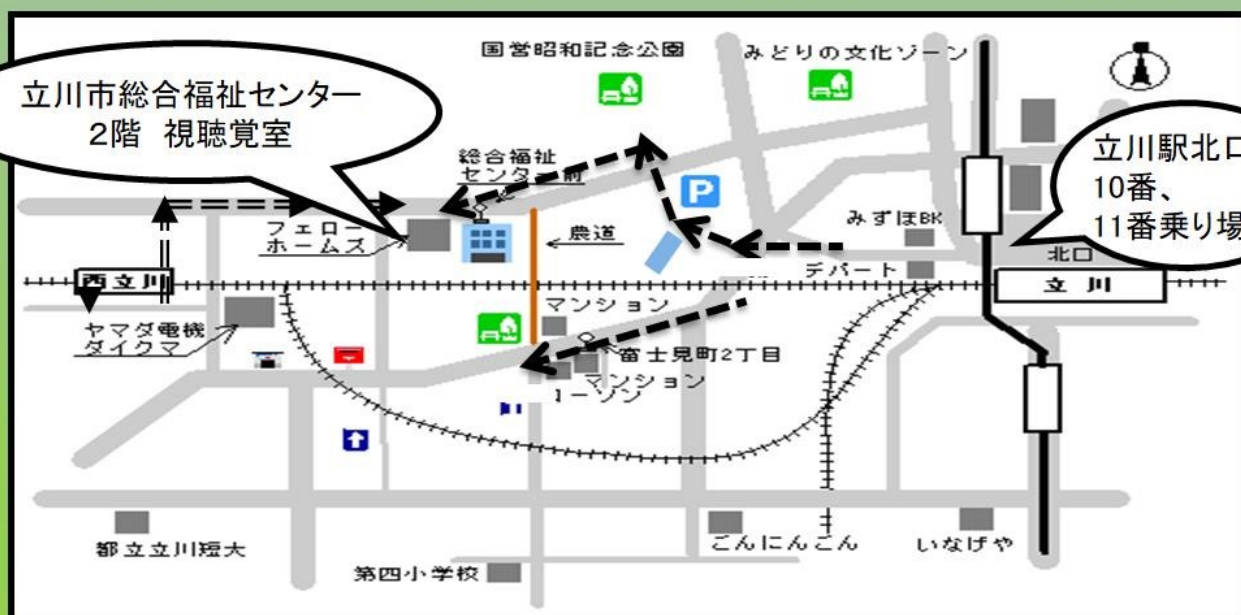 国営昭和記念公園
みどりの文化ゾーン
立川市総合福祉センター
2階 視聴覚室
総合福祉
センター前
P
立川駅北口
10番、
11番乗り場
みずほBK
フェロー
ホームズ
農道
北口
デパート
西立川
立川
マンション
ヤマダ電機
ダイクマ
富士見町2丁目
マンション
ーソン
都立立川短大
ごんにんごん
いなげや
第四小学校